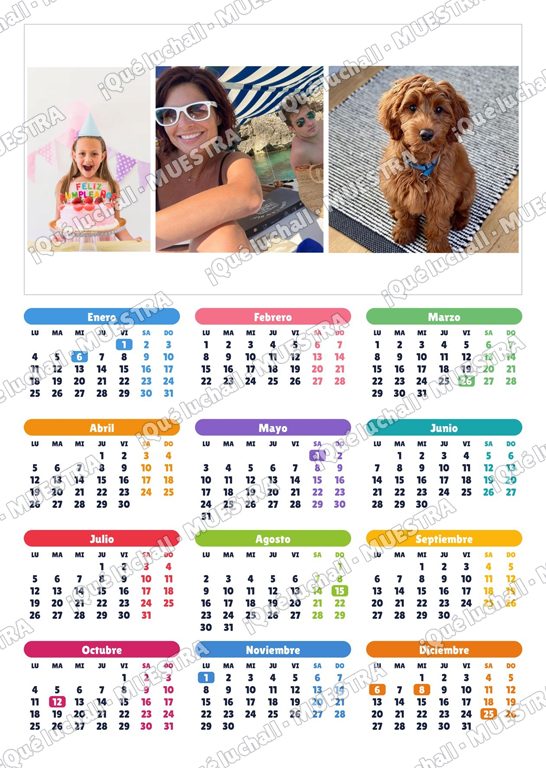 ¡Qué luchall · MUESTRA
FELIZ
Enero
LU MA MI JU VI SA DO
1 2 3
4 5 6 7 8 9 10
11 12 13 14 15 16 17
18 19 20 21 22 23 24
25 26 27 28 29 30 31
Febrero
LU MA MI JU VI SA DO
1 2 3 4 5 6 7
8 9 10 11 12 13 14
15 16 17 18 19 20 21
22 23 24 25 26 27 28
Marzo
LU MA MI JU VI SA DO
1 2 3 4 5 6 7
8 9 10 11 12 13 14
15 16 17 18 19 20 21
22 23 24 25 26 27 28
29 30 31
Abril
LU MA MI JU VI SA DO
1 2 3 4
5 6 7 8 9 10 11
12 13 14 15 16 17 18
19 20 21 22 23 24 25
26 27 28 29 30
Mayo
LU MA MI JU VI SA DO
1 2
3 4 5 6 7 8 9
10 11 12 13 14 15 16
17 18 19 20 21 22 23
24 25 26 27 28 29 30
31
Junio
LU MA MI JU VI SA DO
1 2 3 4 5 6
7 8 9 10 11 12 13
14 15 16 17 18 19 20
21 22 23 24 25 26 27
28 29 30
Julio
LU MA MI JU VI SA DO
1 2 3 4
5 6 7 8 9 10 11
12 13 14 15 16 17 18
19 20 21 22 23 24 25
26 27 28 29 30 31
Agosto
LU MA MI JU VI SA DO
1
2 3 4 5 6 7 8
9 10 11 12 13 14 15
16 17 18 19 20 21 22
23 24 25 26 27 28 29
30 31
Septiembre
LU MA MI JU VI SA DO
1 2 3 4 5
6 7 8 9 10 11 12
13 14 15 16 17 18 19
20 21 22 23 24 25 26
27 28 29 30
Octubre
LU MA MI JU VI SA DO
1 2 3
4 5 6 7 8 9 10
11 12 13 14 15 16 17
18 19 20 21 22 23 24
25 26 27 28 29 30 31
Noviembre
LU MA MI JU VI SA DO
1 2 3 4 5 6 7
8 9 10 11 12 13 14
15 16 17 18 19 20 21
22 23 24 25 26 27 28
29 30
Diciembre
LU MA MI JU VI SA DO
1 2 3 4 5
6 7 8 9 10 11 12
13 14 15 16 17 18 19
20 21 22 23 24 25 26
27 28 29 30 31